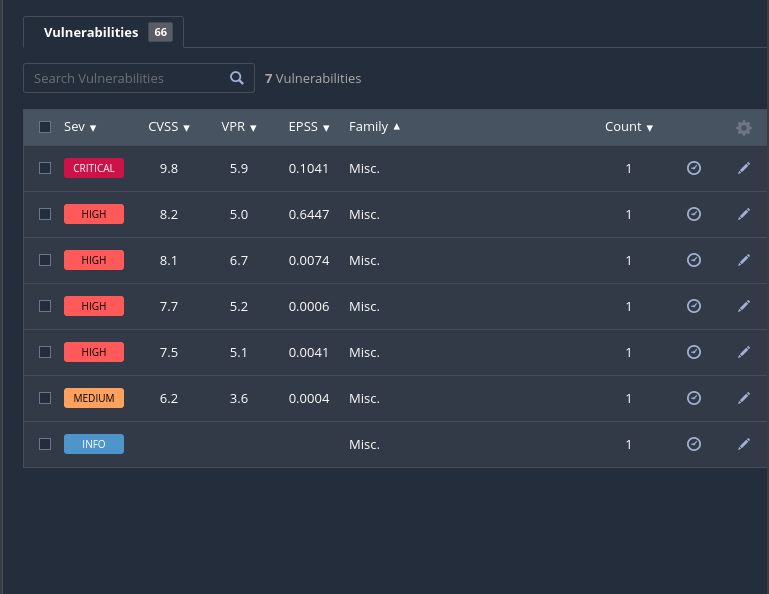 Vulnerabilities 66
Search Vulnerabilities 7 Vulnerabilities
Sev CVSS VPR EPSS Family Count
CRITICAL 9.8 5.9 0.1041 Misc. 1
HIGH 8.2 5.0 0.6447 Misc. 1
HIGH 8.1 6.7 0.0074 Misc. 1
HIGH 7.7 5.2 0.0006 Misc. 1
HIGH 7.5 5.1 0.0041 Misc. 1
MEDIUM 6.2 3.6 0.0004 Misc. 1
INFO Misc. 1